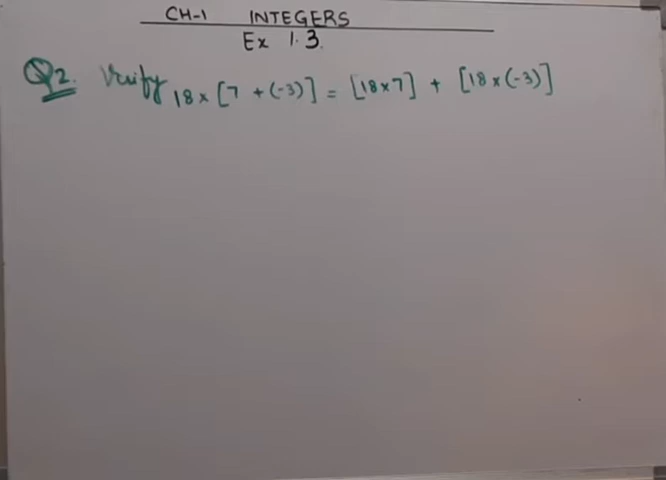 CH-1 INTEGERS
Ex 1.3.
Q2. Verify 18 × [7 + (-3)] = [18 × 7] + [18 × (-3)]